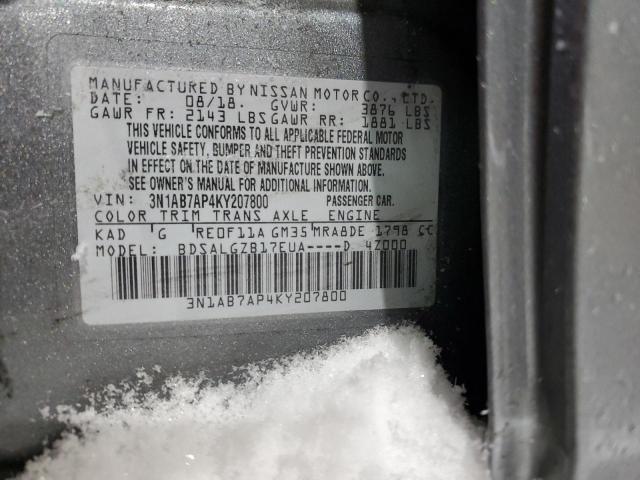 MANUFACTURED BY NISSAN MOTOR CO., LTD.
DATE: 08/18. GVWR: 3876 LBS
GAWR FR: 2143 LBS GAWR RR: 1881 LBS
THIS VEHICLE CONFORMS TO ALL APPLICABLE FEDERAL MOTOR
VEHICLE SAFETY, BUMPER AND THEFT PREVENTION STANDARDS
IN EFFECT ON THE DATE OF MANUFACTURE SHOWN ABOVE.
SEE OWNER'S MANUAL FOR ADDITIONAL INFORMATION.
VIN: 3N1AB7AP4KY207800 PASSENGER CAR.
COLOR TRIM TRANS AXLE ENGINE
KAD G RE0F11A GM35 MRA8DE 1798 CC
MODEL: BDSALGZB17EUA----D 4Z000
3N1AB7AP4KY207800